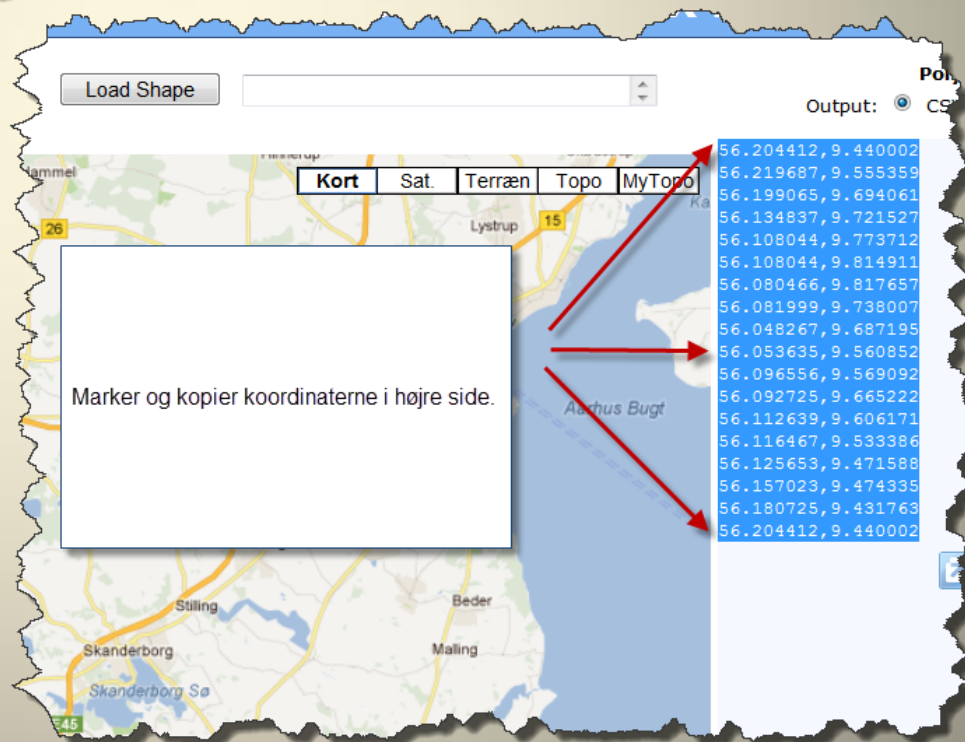 Load Shape
Output: CS
Kort Sat. Terræn Topo MyTopo
26
Lystrup
15
56.204412,9.440002
56.219687,9.555359
56.199065,9.694061
56.134837,9.721527
56.108044,9.773712
56.108044,9.814911
56.080466,9.817657
56.081999,9.738007
56.048267,9.687195
56.053635,9.560852
56.096556,9.569092
56.092725,9.665222
56.112639,9.606171
56.116467,9.533386
56.125653,9.471588
56.157023,9.474335
56.180725,9.431763
56.204412,9.440002
Marker og kopier koordinaterne i højre side.
Aarhus Bugt
Stilling
Beder
Skanderborg
Malling
Skanderborg Sø
E45